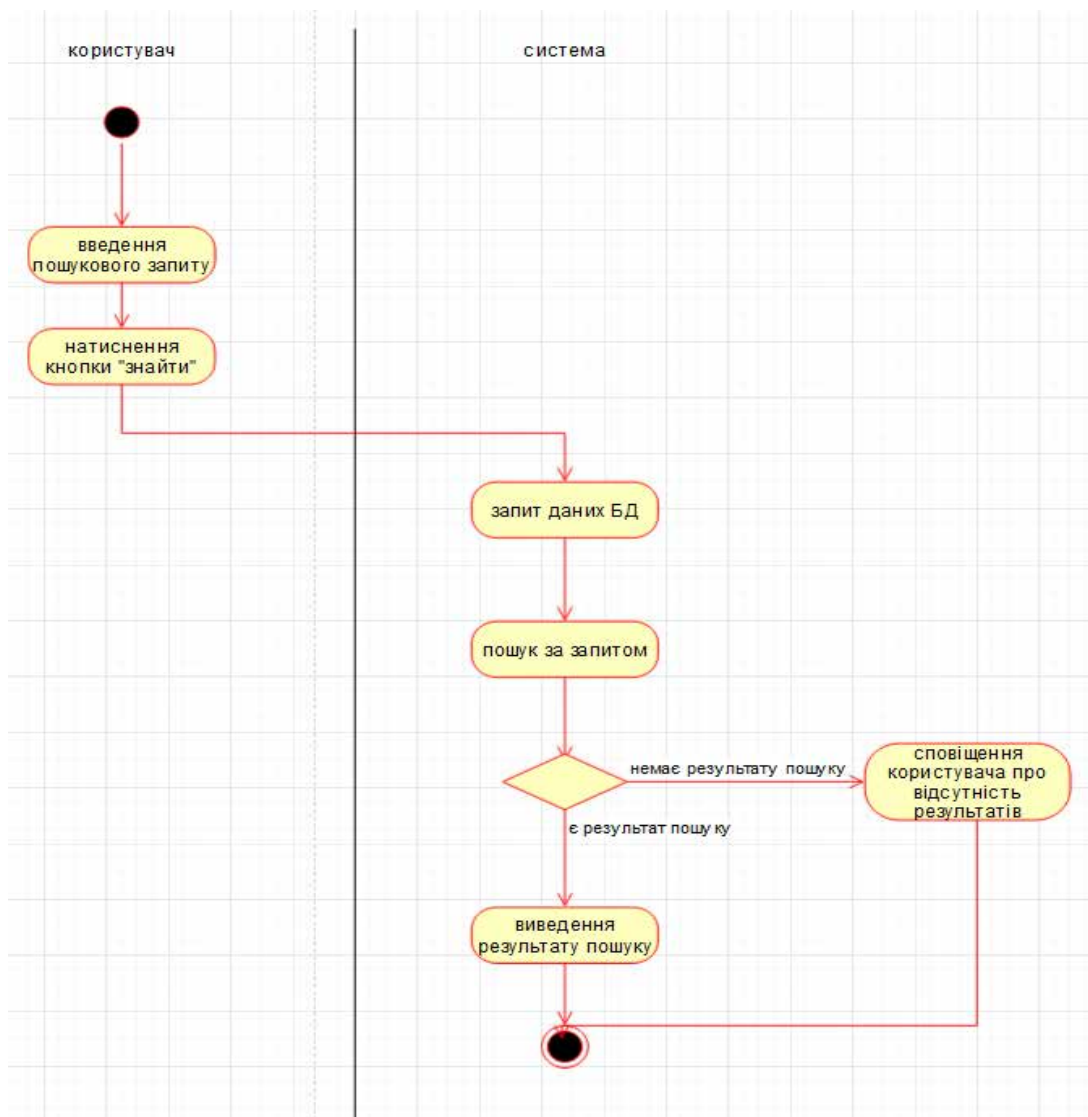 користувач
система
введення
пошукового запиту
натиснення
кнопки "знайти"
запит даних БД
пошук за запитом
немає результату пошуку
сповіщення
користувача про
відсутність
результатів
є результат пошуку
виведення
результату пошуку